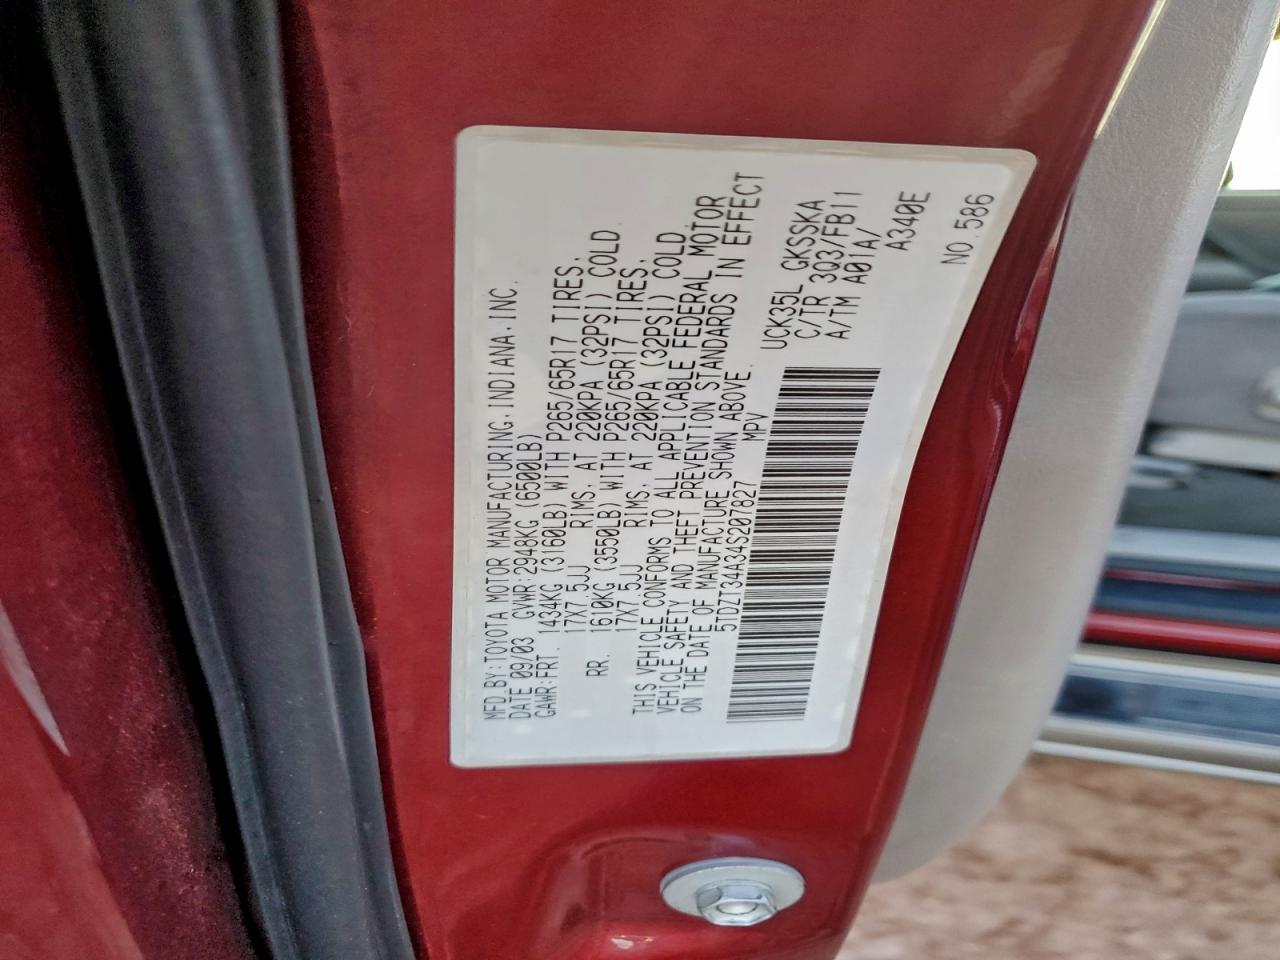 MFD.BY:TOYOTA MOTOR MANUFACTURING,INDIANA,INC.
DATE 09/03 GVWR:2948KG (6500LB)
GAWR:FRT. 1434KG (3160LB) WITH P265/65R17 TIRES,
17X7.5JJ RIMS, AT 220KPA (32PSI) COLD.
RR. 1610KG (3550LB) WITH P265/65R17 TIRES,
17X7.5JJ RIMS, AT 220KPA (32PSI) COLD.
THIS VEHICLE CONFORMS TO ALL APPLICABLE FEDERAL MOTOR
VEHICLE SAFETY AND THEFT PREVENTION STANDARDS IN EFFECT
ON THE DATE OF MANUFACTURE SHOWN ABOVE.
5TDZT34A34S207827 MPV
UCK35L GKSSKA
C/TR 3Q3/FB11
A/TM A01A/
A340E
NO.586